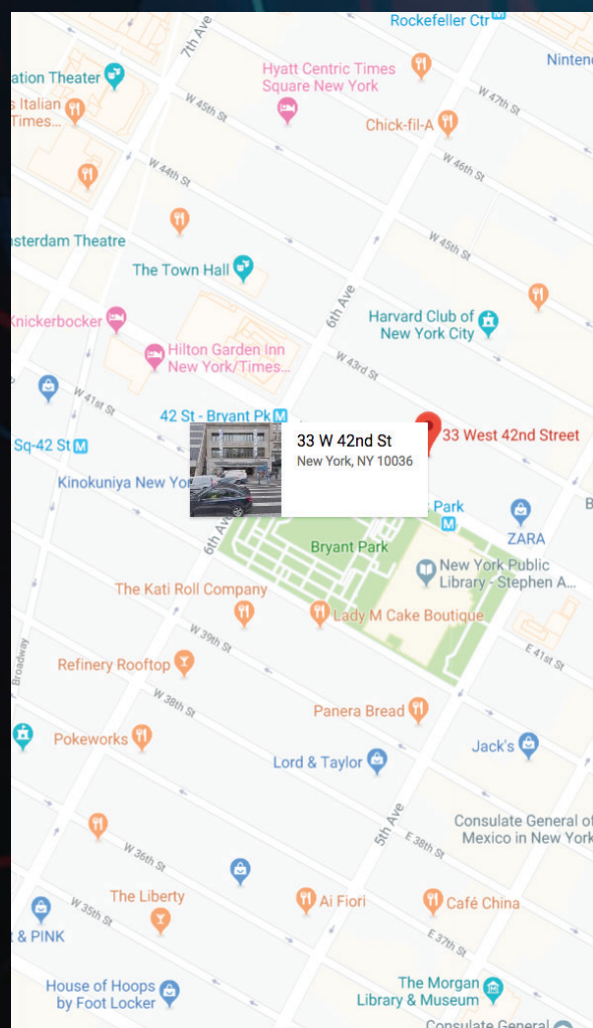 Rockefeller Ctr M
7th Ave
Ninten
ation Theater
Hyatt Centric Times
Square New York
W 45th St
W 47th St
s Italian
Times...
Chick-fil-A
W 44th St
W 46th St
W 45th St
sterdam Theatre
The Town Hall
6th Ave
Knickerbocker
Harvard Club of
New York City
Hilton Garden Inn
New York/Times...
W 43rd St
W 41st St
42 St - Bryant Pk M
33 W 42nd St
New York, NY 10036
33 West 42nd Street
Sq-42 St M
Kinokuniya New Yo
Park
M
ZARA
B
6th Ave
Bryant Park
New York Public
Library - Stephen A...
The Kati Roll Company
Lady M Cake Boutique
W 39th St
E 41st St
Broadway
Refinery Rooftop
W 38th St
Panera Bread
Pokeworks
Jack's
Lord & Taylor
5th Ave
Consulate General of
Mexico in New York
E 38th St
W 36th St
The Liberty
Ai Fiori
Café China
W 35th St
& PINK
E 37th St
House of Hoops
by Foot Locker
The Morgan
Library & Museum
Consulate General